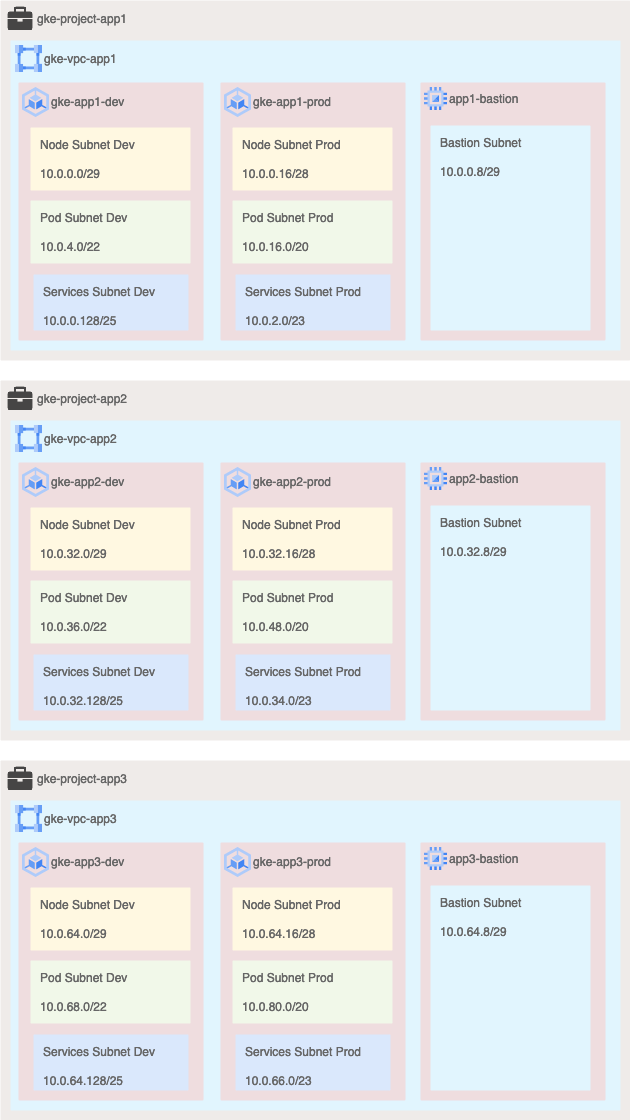 gke-project-app1
gke-vpc-app1
gke-app1-dev
Node Subnet Dev
10.0.0.0/29
Pod Subnet Dev
10.0.4.0/22
Services Subnet Dev
10.0.0.128/25
gke-app1-prod
Node Subnet Prod
10.0.0.16/28
Pod Subnet Prod
10.0.16.0/20
Services Subnet Prod
10.0.2.0/23
app1-bastion
Bastion Subnet
10.0.0.8/29
gke-project-app2
gke-vpc-app2
gke-app2-dev
Node Subnet Dev
10.0.32.0/29
Pod Subnet Dev
10.0.36.0/22
Services Subnet Dev
10.0.32.128/25
gke-app2-prod
Node Subnet Prod
10.0.32.16/28
Pod Subnet Prod
10.0.48.0/20
Services Subnet Prod
10.0.34.0/23
app2-bastion
Bastion Subnet
10.0.32.8/29
gke-project-app3
gke-vpc-app3
gke-app3-dev
Node Subnet Dev
10.0.64.0/29
Pod Subnet Dev
10.0.68.0/22
Services Subnet Dev
10.0.64.128/25
gke-app3-prod
Node Subnet Prod
10.0.64.16/28
Pod Subnet Prod
10.0.80.0/20
Services Subnet Prod
10.0.66.0/23
app3-bastion
Bastion Subnet
10.0.64.8/29